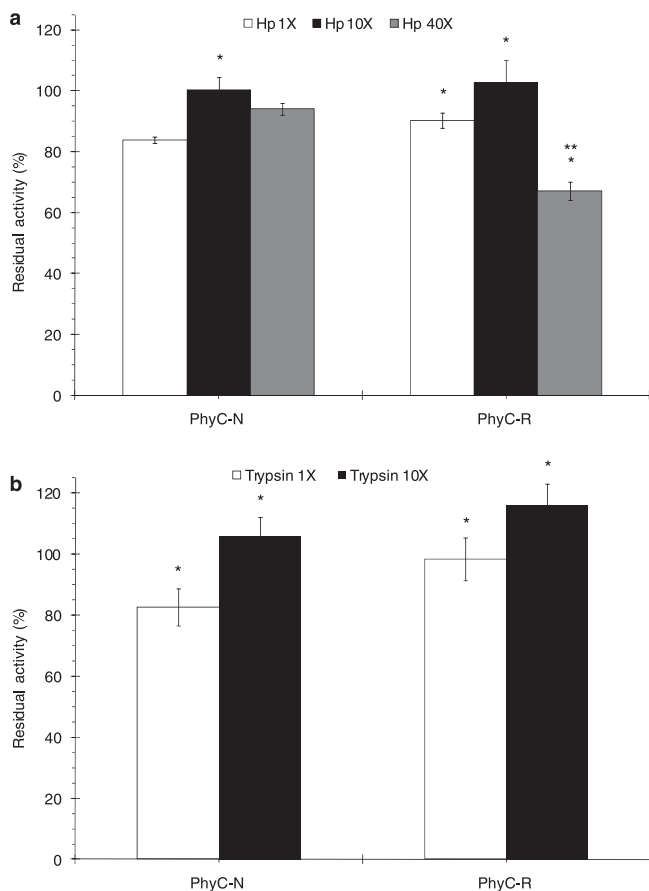 a
Hp 1X Hp 10X Hp 40X
Residual activity (%)
120
100
80
60
40
20
0
*
*
*
**
*
PhyC-N PhyC-R
b
Trypsin 1X Trypsin 10X
Residual activity (%)
120
100
80
60
40
20
0
*
*
*
*
PhyC-N PhyC-R